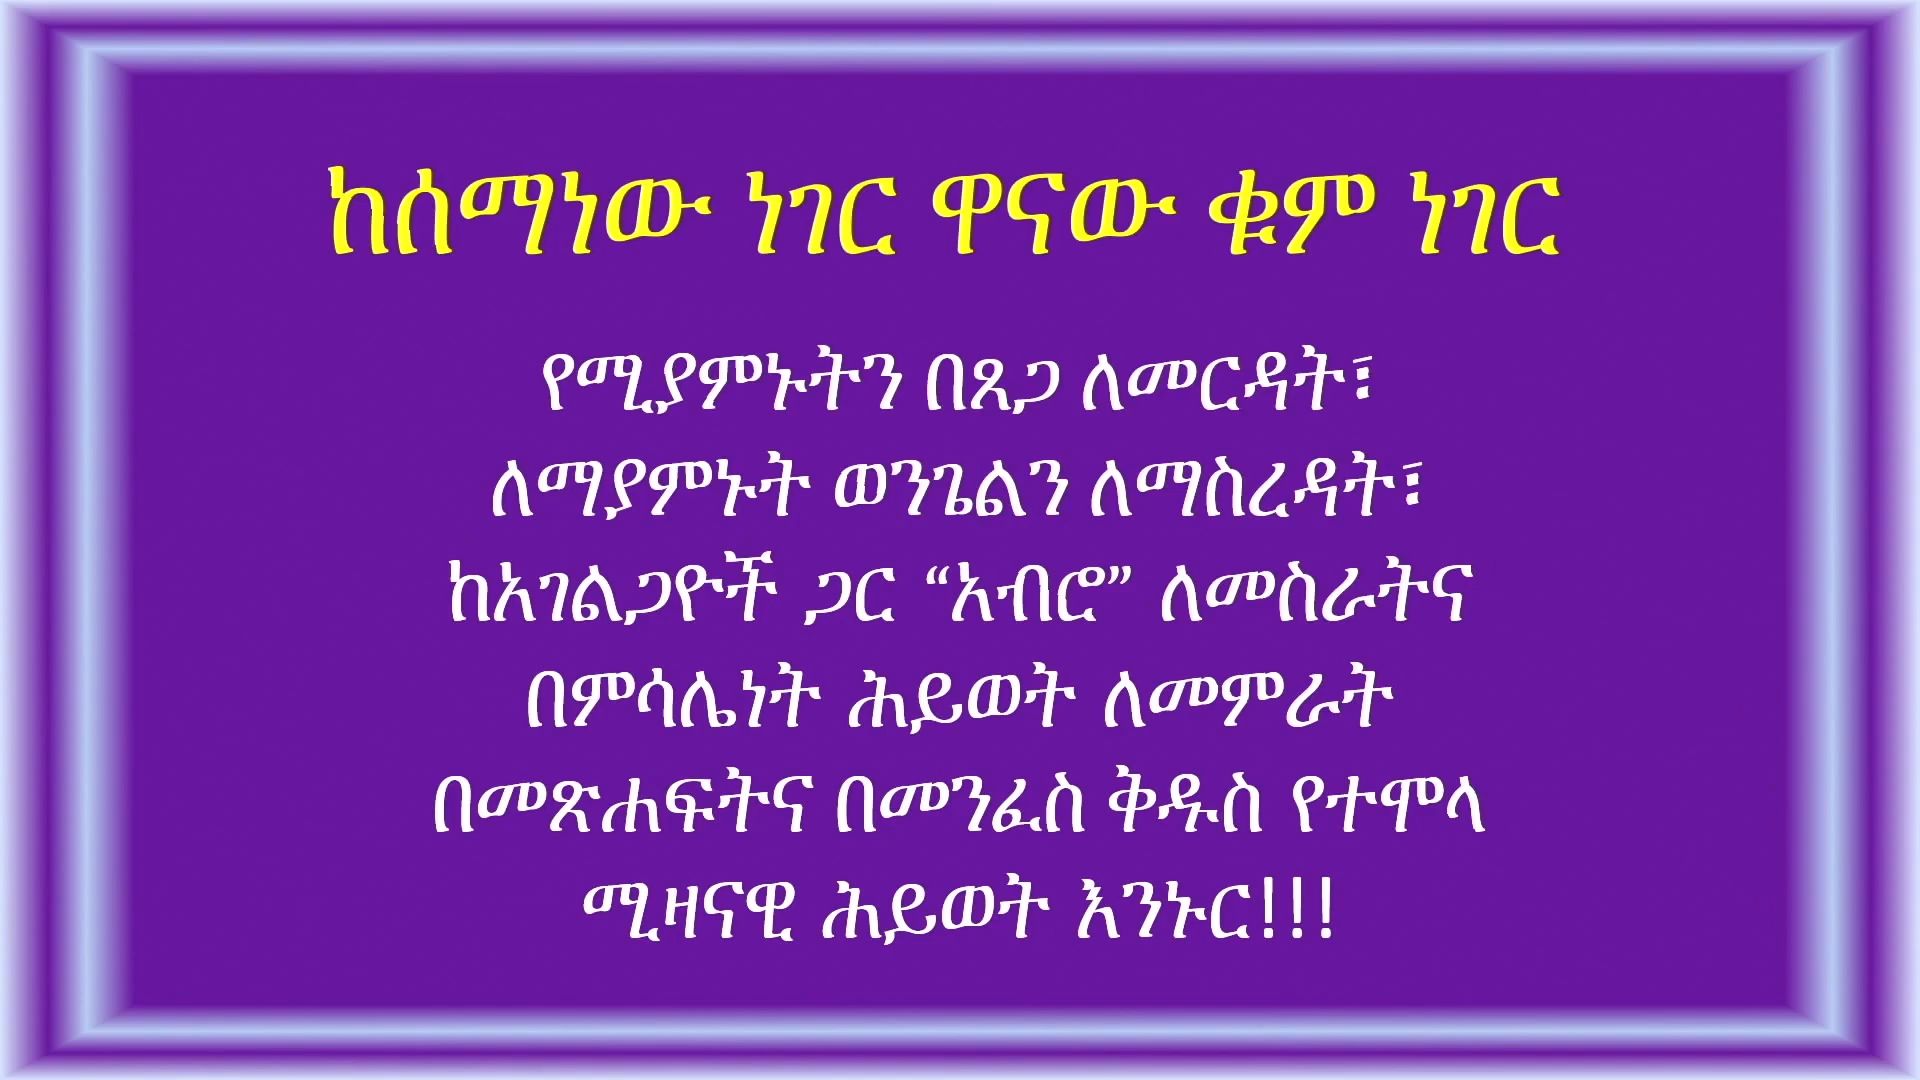 ከሰማነው ነገር ዋናው ቁም ነገር
የሚያምኑትን በጸጋ ለመርዳት፣
ለማያምኑት ወንጌልን ለማስረዳት፣
ከአገልጋዮች ጋር “አብሮ” ለመስራትና
በምሳሌነት ሕይወት ለመምራት
በመጽሐፍትና በመንፈስ ቅዱስ የተሞላ
ሚዛናዊ ሕይወት እንኑር!!!